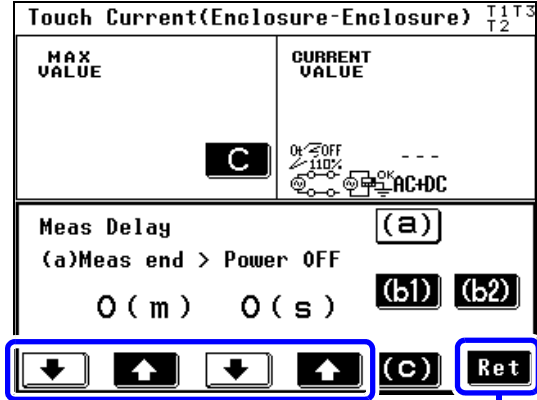 Touch Current(Enclosure-Enclosure) T1T3
T2
MAX
VALUE
CURRENT
VALUE
C
OFF
110%
---
OK
AC+DC
Meas Delay
(a)
(a)Meas end > Power OFF
0(m) 0(s)
(b1) (b2)
(c) Ret